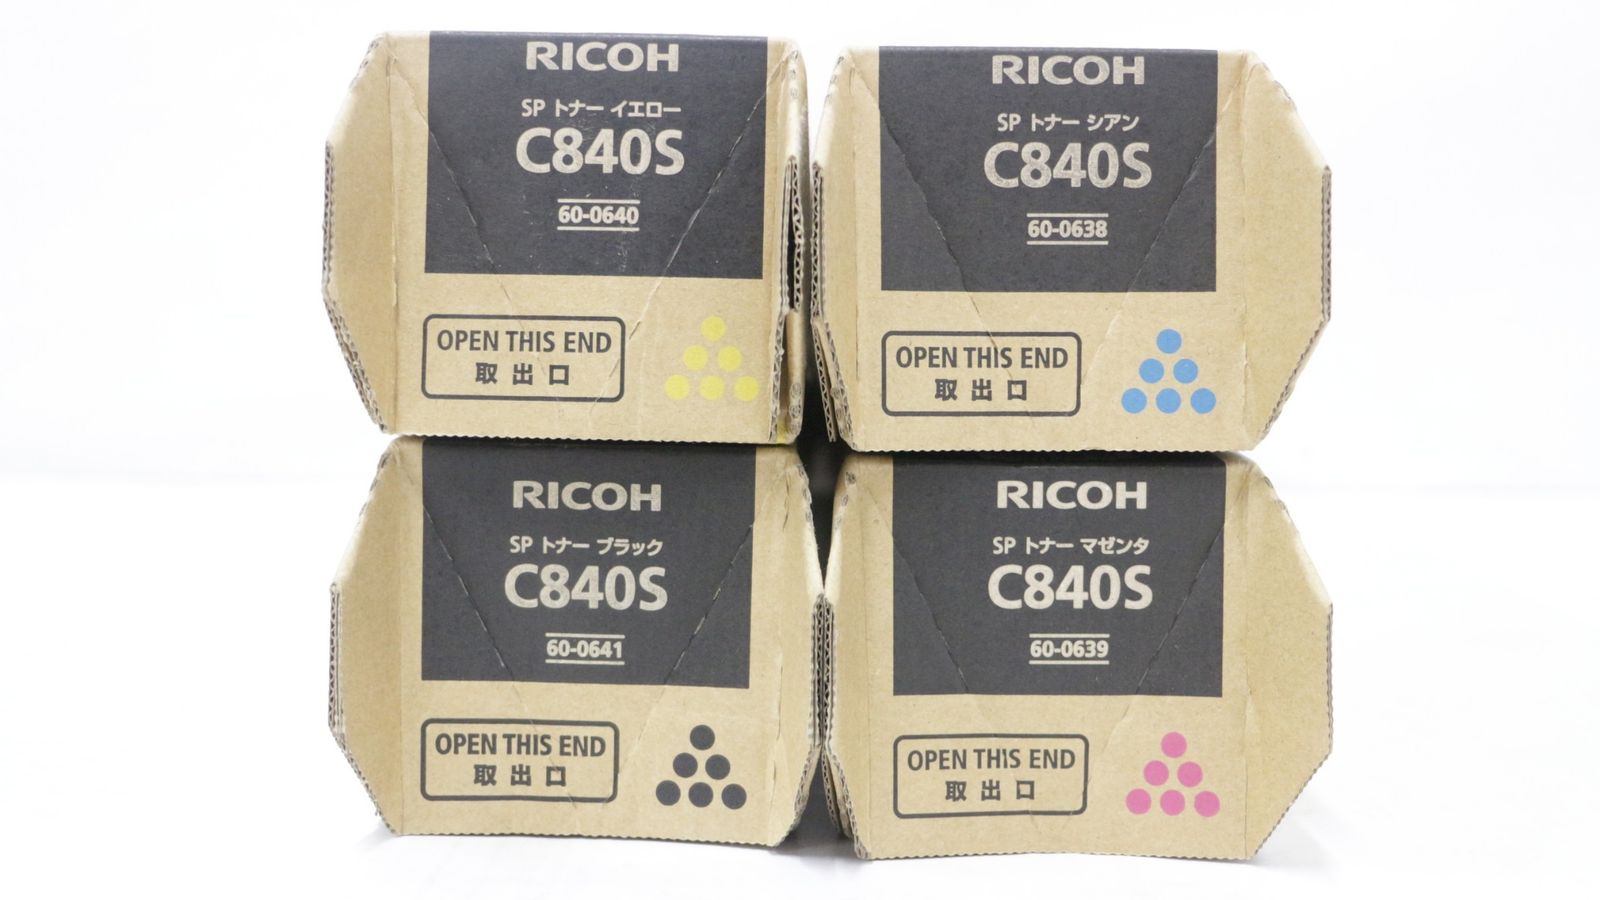 RICOH
SP トナー イエロー
C840S
60-0640
OPEN THIS END
取出口
RICOH
SP トナー シアン
C840S
60-0638
OPEN THIS END
取出口
RICOH
SP トナー ブラック
C840S
60-0641
OPEN THIS END
取出口
RICOH
SP トナー マゼンタ
C840S
60-0639
OPEN THIS END
取出口